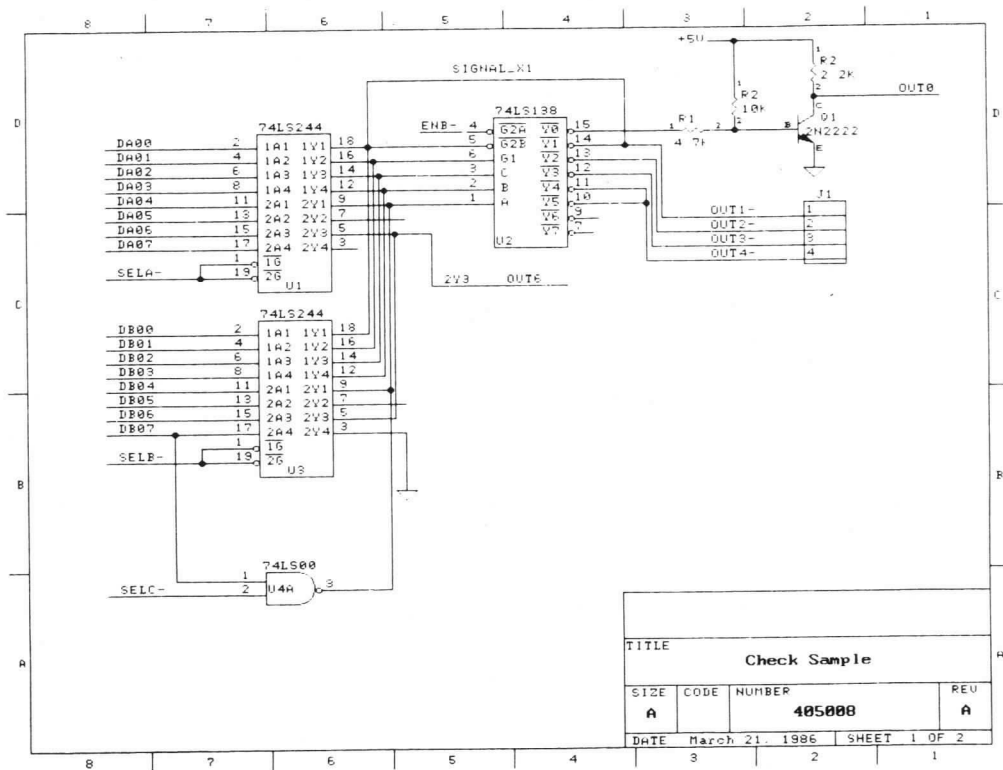 8 7 6 5 4 3 2 1
+5V
SIGNAL_X1
R2
2.2K
OUT0
R2
10K
Q1
2N2222
B
C
E
R1
4.7K
D D
74LS244
DA00 2 1A1 1Y1 18
DA01 4 1A2 1Y2 16
DA02 6 1A3 1Y3 14
DA03 8 1A4 1Y4 12
DA04 11 2A1 2Y1 9
DA05 13 2A2 2Y2 7
DA06 15 2A3 2Y3 5
DA07 17 2A4 2Y4 3
1 1G
SELA- 19 2G
U1
74LS138
ENB- 4 G2A Y0 15
5 G2B Y1 14
6 G1 Y2 13
3 C Y3 12
2 B Y4 11
1 A Y5 10
Y6 9
Y7 7
U2
J1
OUT1- 1
OUT2- 2
OUT3- 3
OUT4- 4
2Y3 OUT6
C C
74LS244
DB00 2 1A1 1Y1 18
DB01 4 1A2 1Y2 16
DB02 6 1A3 1Y3 14
DB03 8 1A4 1Y4 12
DB04 11 2A1 2Y1 9
DB05 13 2A2 2Y2 7
DB06 15 2A3 2Y3 5
DB07 17 2A4 2Y4 3
1 1G
SELB- 19 2G
U3
B B
74LS00
1
SELC- 2 U4A 3
A A
TITLE
Check Sample
SIZE CODE NUMBER REV
A 405008 A
DATE March 21, 1986 SHEET 1 OF 2
8 7 6 5 4 3 2 1